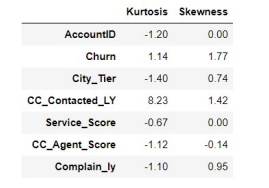 Kurtosis Skewness
AccountID -1.20 0.00
Churn 1.14 1.77
City_Tier -1.40 0.74
CC_Contacted_LY 8.23 1.42
Service_Score -0.67 0.00
CC_Agent_Score -1.12 -0.14
Complain_ly -1.10 0.95